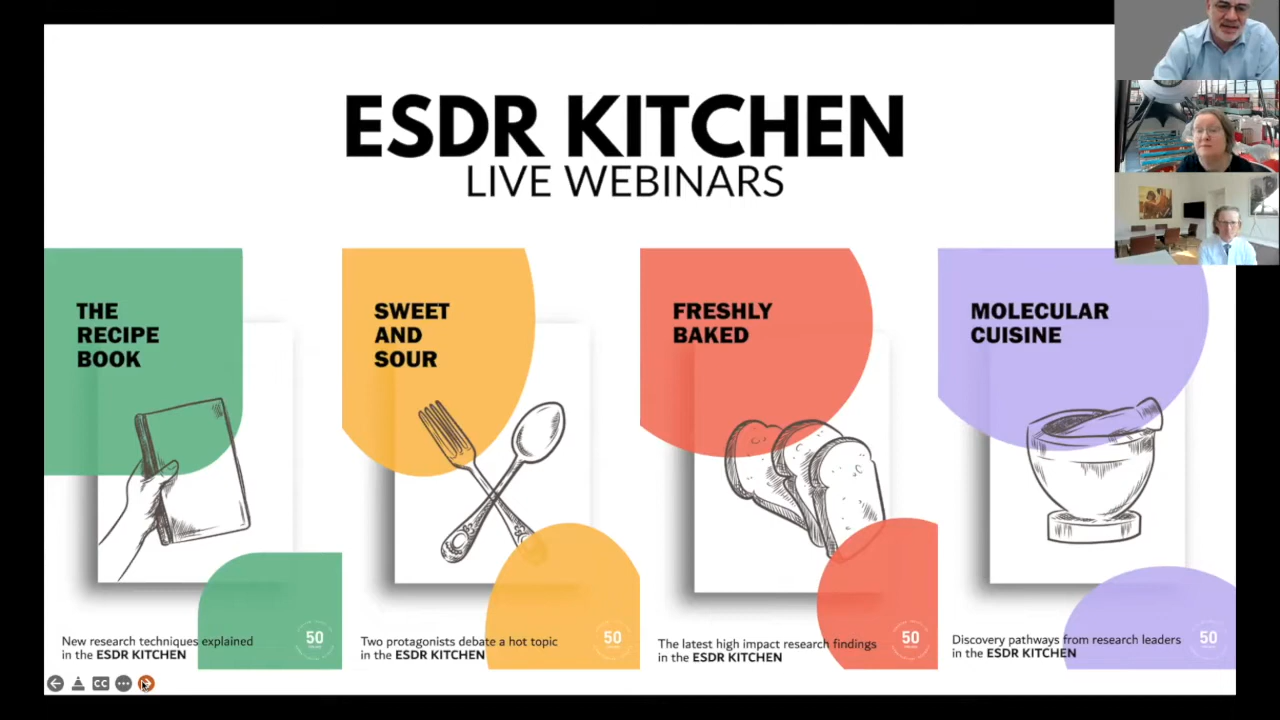 ESDR KITCHEN
LIVE WEBINARS
THE
RECIPE
BOOK
New research techniques explained
in the ESDR KITCHEN
50
SWEET
AND
SOUR
Two protagonists debate a hot topic
in the ESDR KITCHEN
50
FRESHLY
BAKED
The latest high impact research findings
in the ESDR KITCHEN
50
MOLECULAR
CUISINE
Discovery pathways from research leaders
in the ESDR KITCHEN
50
CC